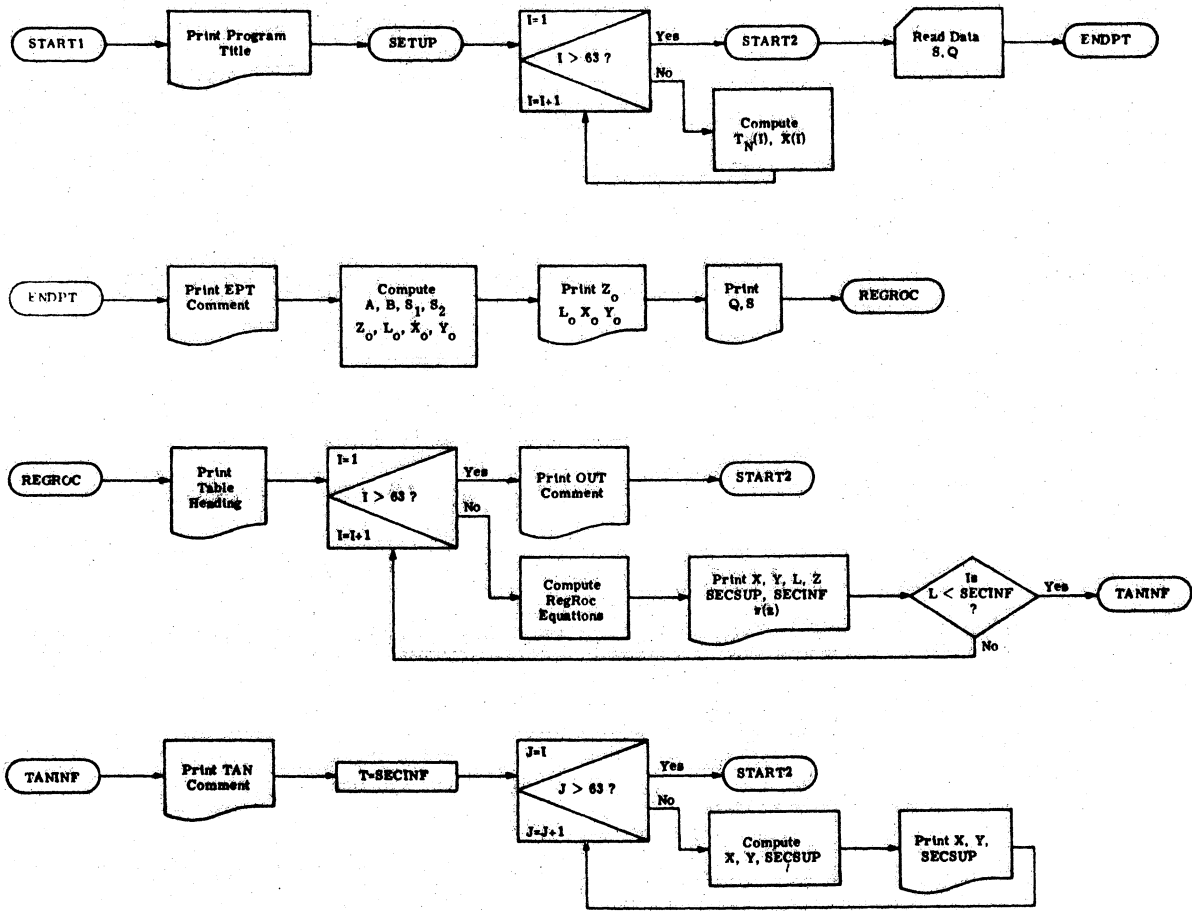 START1
Print Program
Title
SETUP
I=1
I > 63 ?
I=I+1
Yes
No
Compute
T_N(I), X(I)
START2
Read Data
S, Q
ENDPT
ENDPT
Print EPT
Comment
Compute
A, B, S_1, S_2
Z_o, L_o, X_o, Y_o
Print Z_o
L_o X_o Y_o
Print
Q, S
REGROC
REGROC
Print
Table
Heading
I=1
I > 63 ?
I=I+1
Yes
No
Print OUT
Comment
START2
Compute
RegRoc
Equations
Print X, Y, L, Z
SECSUP, SECINF
Is
L < SECINF
?
Yes
No
TANINF
TANINF
Print TAN
Comment
T=SECINF
J=I
J > 63 ?
J=J+1
Yes
No
START2
Compute
X, Y, SECSUP
Print X, Y,
SECSUP